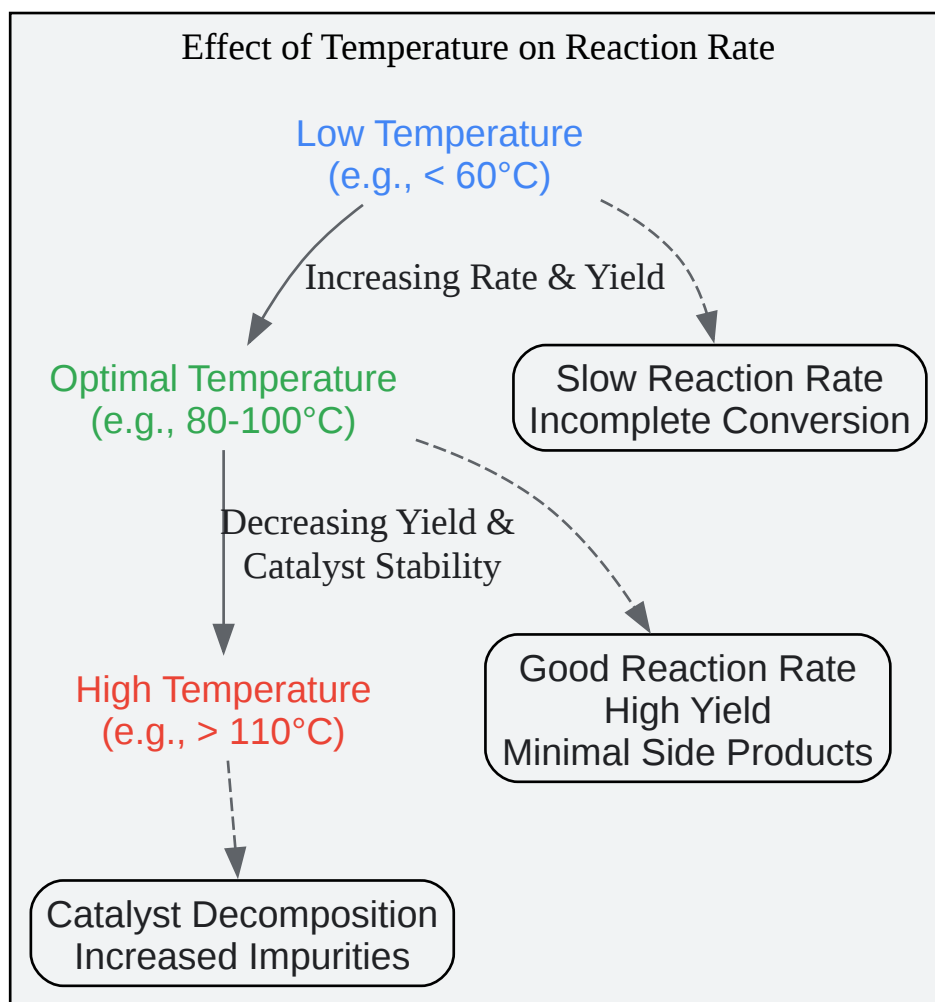 Effect of Temperature on Reaction Rate
Low Temperature
(e.g., < 60°C)
Increasing Rate & Yield
Optimal Temperature
(e.g., 80-100°C)
Slow Reaction Rate
Incomplete Conversion
Decreasing Yield &
Catalyst Stability
High Temperature
(e.g., > 110°C)
Good Reaction Rate
High Yield
Minimal Side Products
Catalyst Decomposition
Increased Impurities